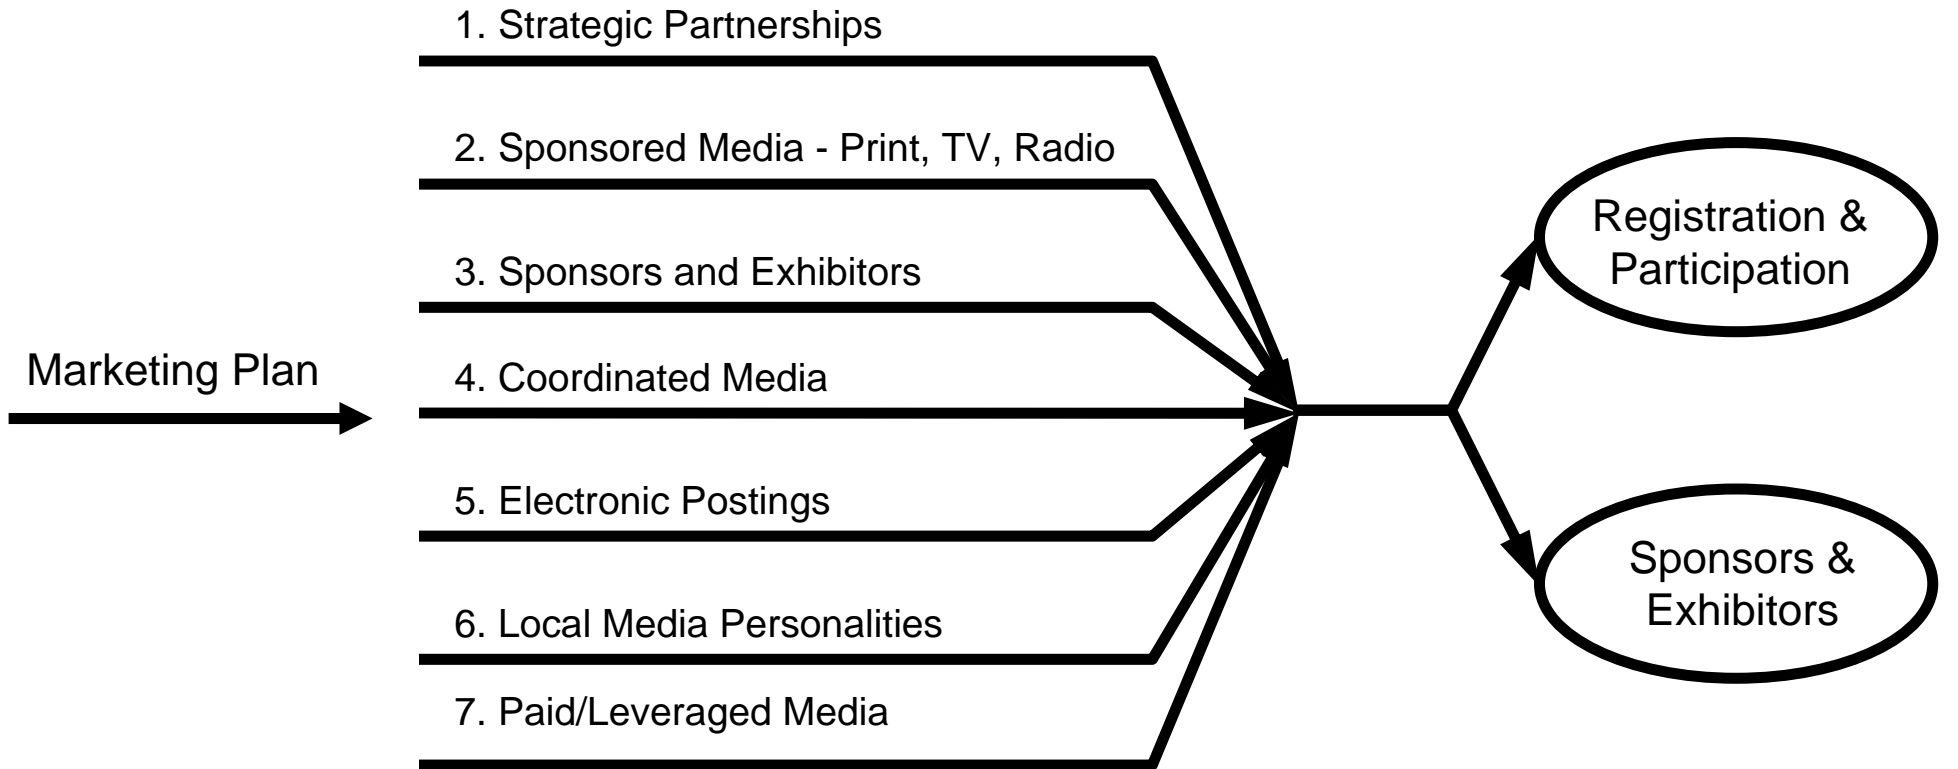 Marketing Plan
1. Strategic Partnerships
2. Sponsored Media - Print, TV, Radio
3. Sponsors and Exhibitors
4. Coordinated Media
5. Electronic Postings
6. Local Media Personalities
7. Paid/Leveraged Media
Registration &
Participation
Sponsors &
Exhibitors